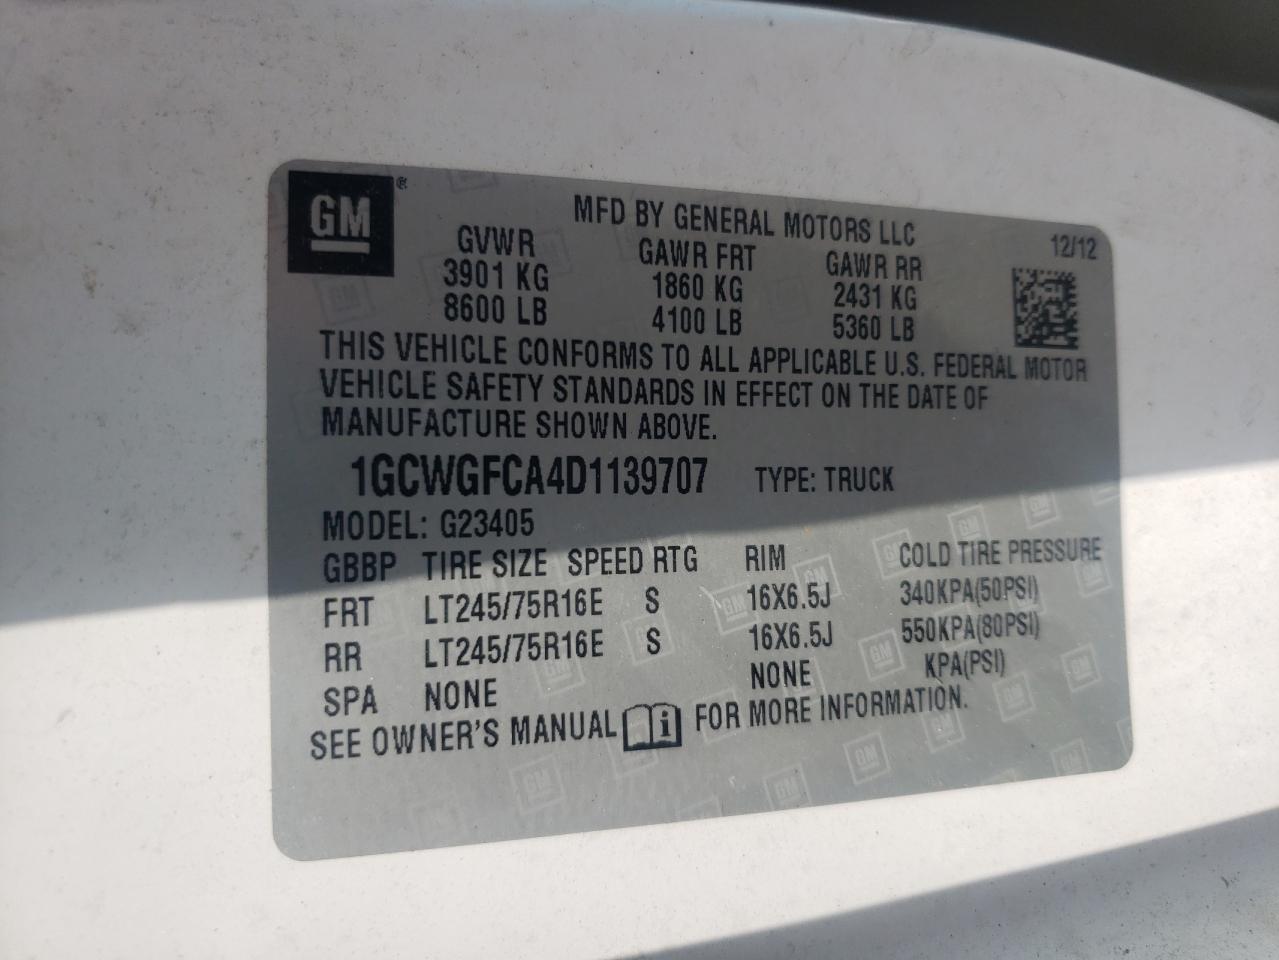 GM ®
MFD BY GENERAL MOTORS LLC 12/12
GVWR GAWR FRT GAWR RR
3901 KG 1860 KG 2431 KG
8600 LB 4100 LB 5360 LB
THIS VEHICLE CONFORMS TO ALL APPLICABLE U.S. FEDERAL MOTOR
VEHICLE SAFETY STANDARDS IN EFFECT ON THE DATE OF
MANUFACTURE SHOWN ABOVE.
1GCWGFCA4D1139707 TYPE: TRUCK
MODEL: G23405
GBBP TIRE SIZE SPEED RTG RIM COLD TIRE PRESSURE
FRT LT245/75R16E S 16X6.5J 340KPA(50PSI)
RR LT245/75R16E S 16X6.5J 550KPA(80PSI)
SPA NONE NONE KPA(PSI)
SEE OWNER'S MANUAL i FOR MORE INFORMATION.